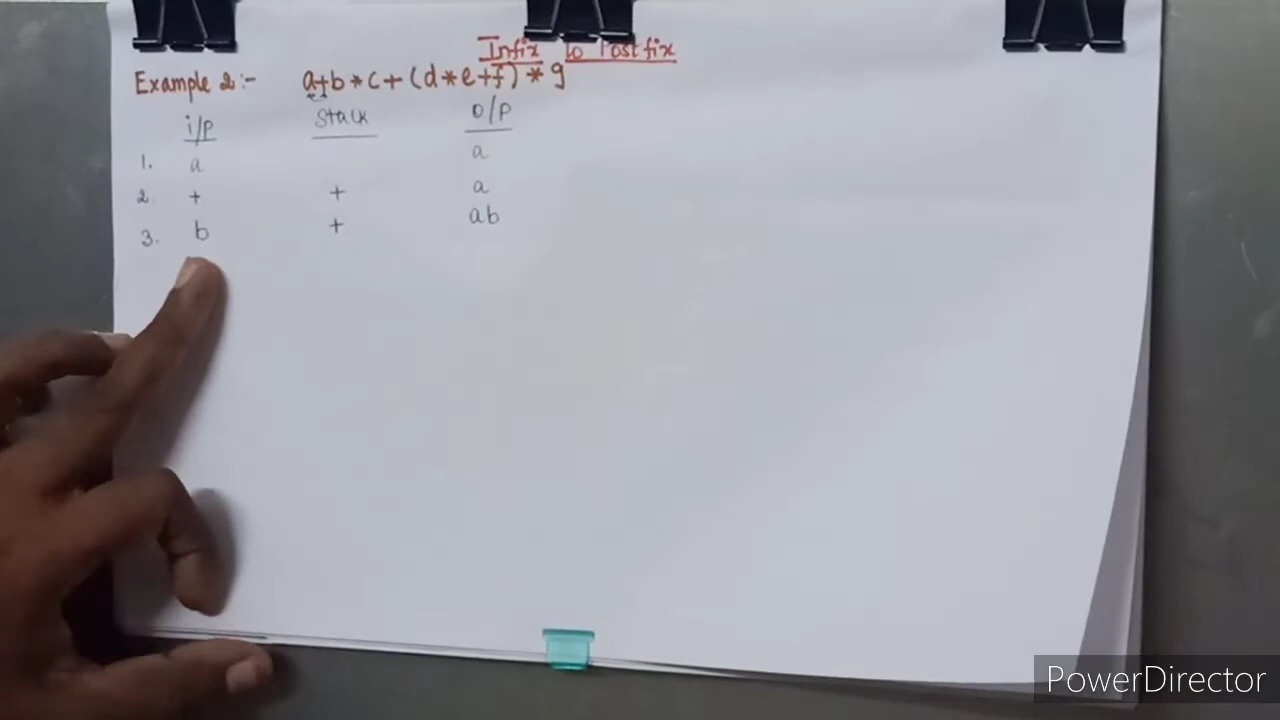 Infix to Postfix
Example 2:- a+b*c+(d*e+f)*g
i/p Stack o/p
1. a a
2. + + a
3. b + ab
PowerDirector